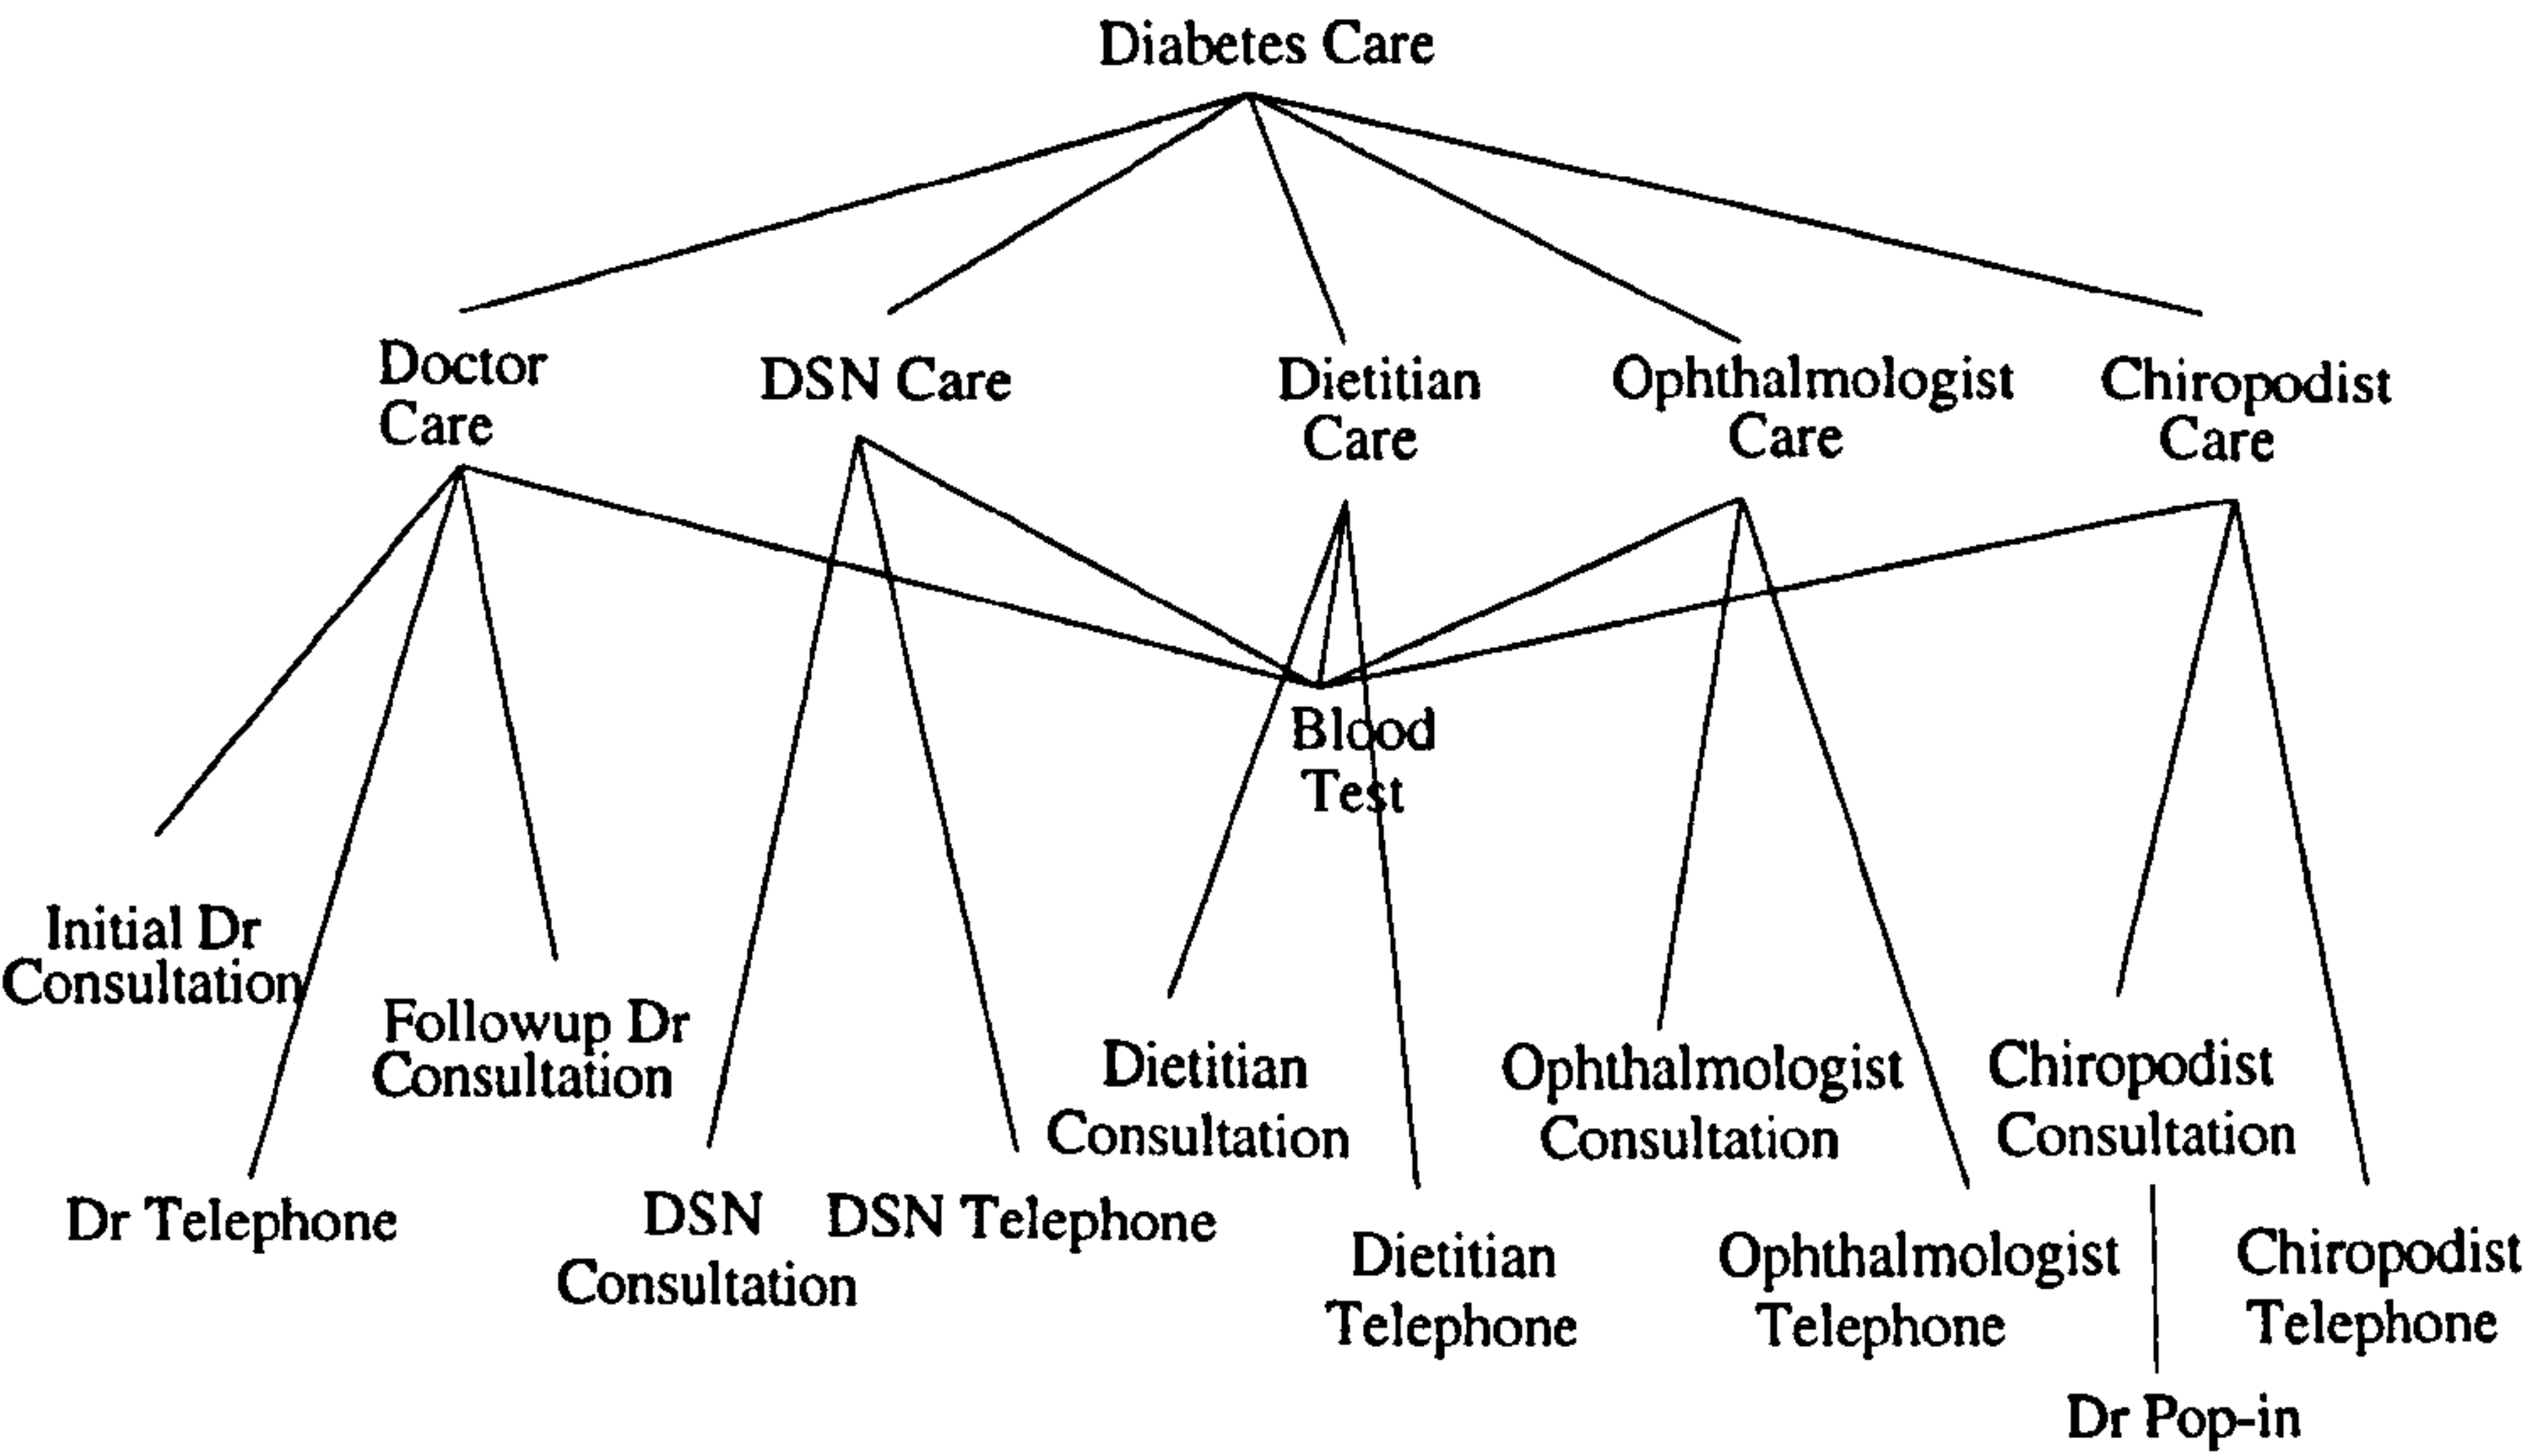 Diabetes Care
Doctor
Care
DSN Care
Dietitian
Care
Ophthalmologist
Care
Chiropodist
Care
Blood
Test
Initial Dr
Consultation
Followup Dr
Consultation
Dr Telephone
DSN
Consultation
DSN Telephone
Dietitian
Consultation
Dietitian
Telephone
Ophthalmologist
Consultation
Ophthalmologist
Telephone
Chiropodist
Consultation
Chiropodist
Telephone
Dr Pop-in